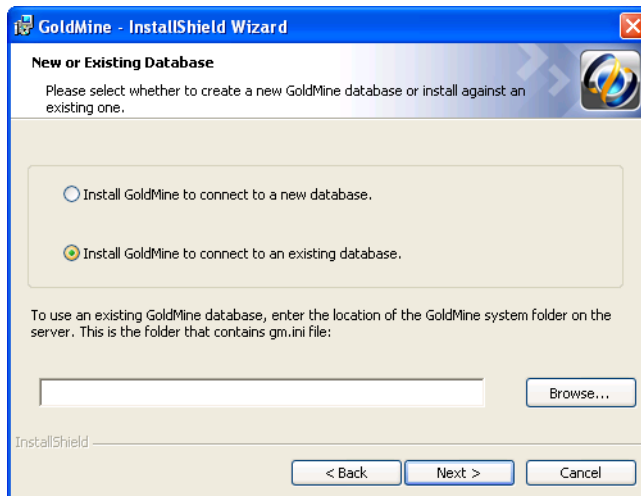 GoldMine - InstallShield Wizard
New or Existing Database
Please select whether to create a new GoldMine database or install against an
existing one.
Install GoldMine to connect to a new database.
Install GoldMine to connect to an existing database.
To use an existing GoldMine database, enter the location of the GoldMine system folder on the
server. This is the folder that contains gm.ini file:
Browse...
InstallShield
< Back
Next >
Cancel